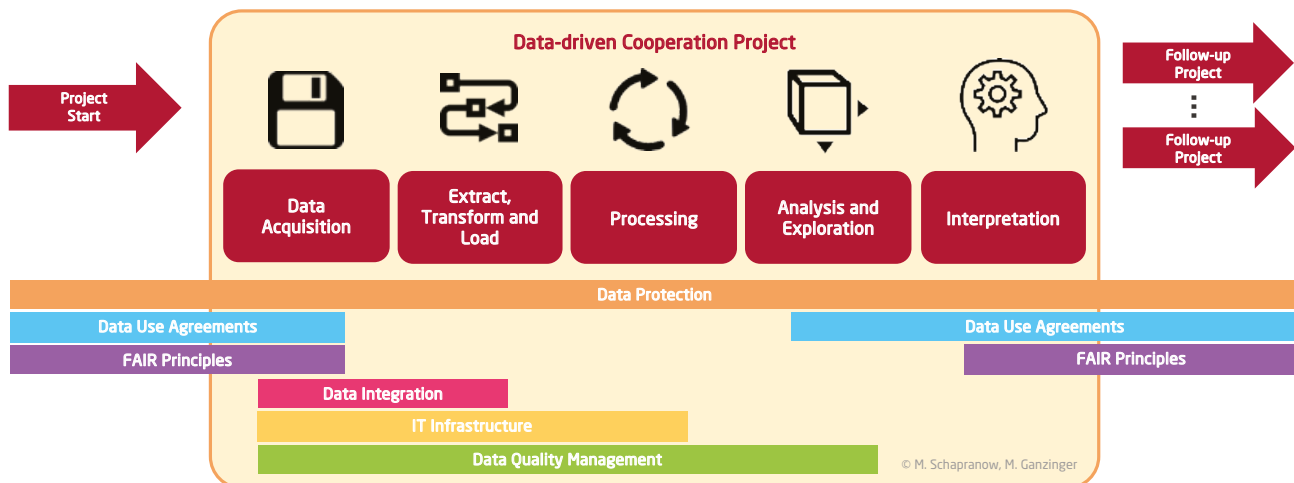 Data-driven Cooperation Project
Project
Start
Follow-up
Project
Follow-up
Project
Data
Acquisition
Extract,
Transform and
Load
Processing
Analysis and
Exploration
Interpretation
Data Protection
Data Use Agreements
Data Use Agreements
FAIR Principles
FAIR Principles
Data Integration
IT Infrastructure
Data Quality Management
© M. Schapranow, M. Ganzinger